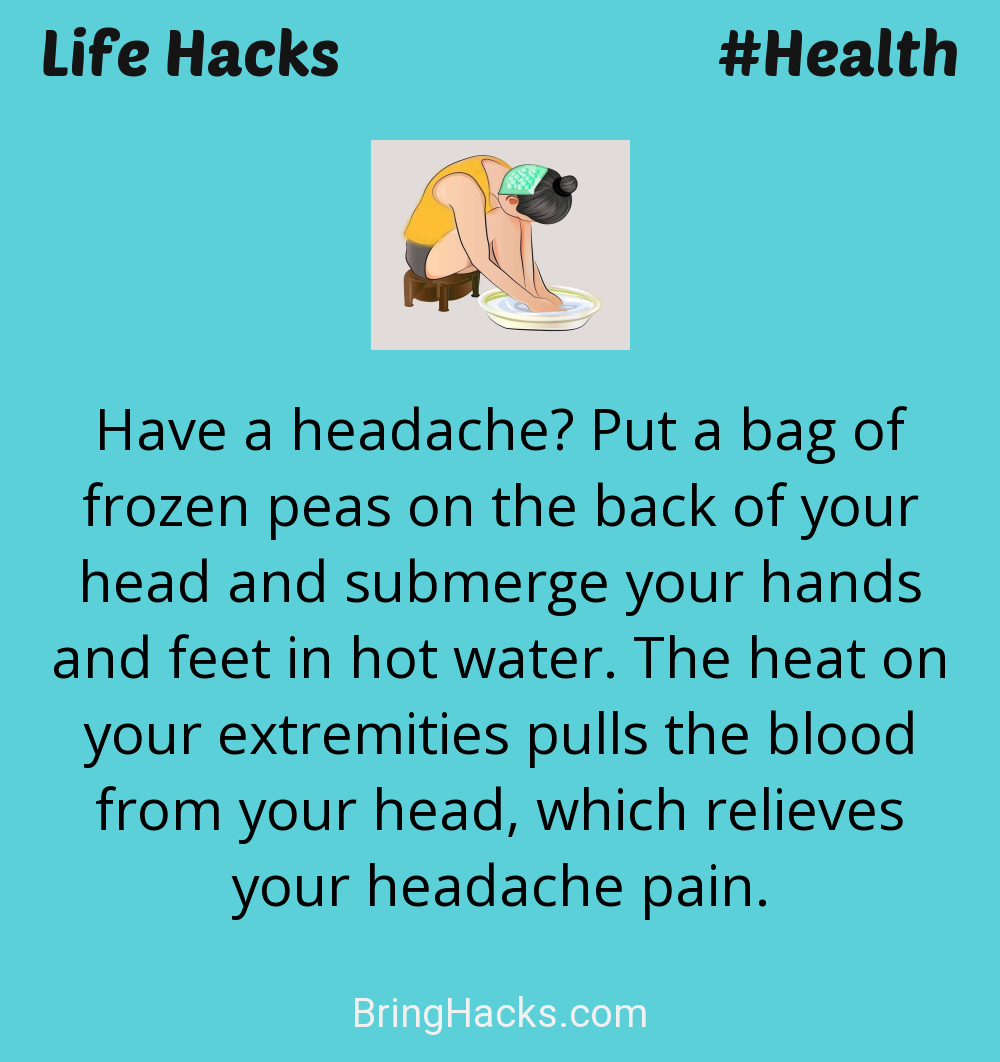 Life Hacks #Health
Have a headache? Put a bag of
frozen peas on the back of your
head and submerge your hands
and feet in hot water. The heat on
your extremities pulls the blood
from your head, which relieves
your headache pain.
BringHacks.com